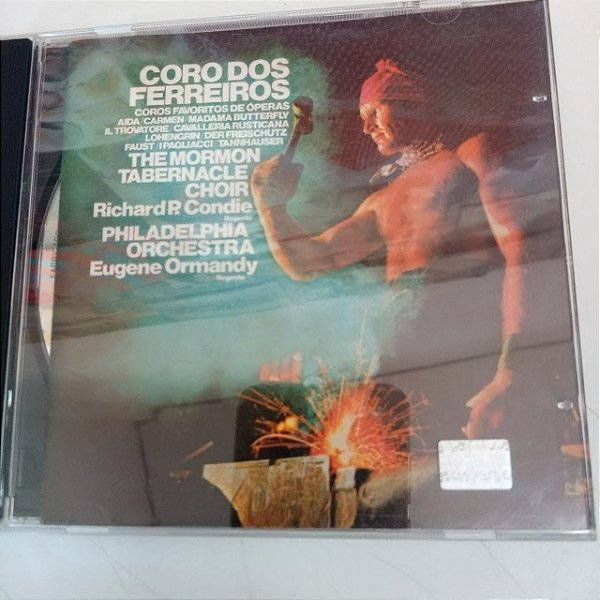 CORO DOS
FERREIROS
COROS FAVORITOS DE ÓPERAS
AIDA / CARMEN / MADAMA BUTTERFLY
IL TROVATORE / CAVALLERIA RUSTICANA
LOHENGRIN / DER FREISCHUTZ
FAUST / I PAGLIACCI / TANNHAUSER
THE MORMON
TABERNACLE
CHOIR
Richard P. Condie
Regente
PHILADELPHIA
ORCHESTRA
Eugene Ormandy
Regente